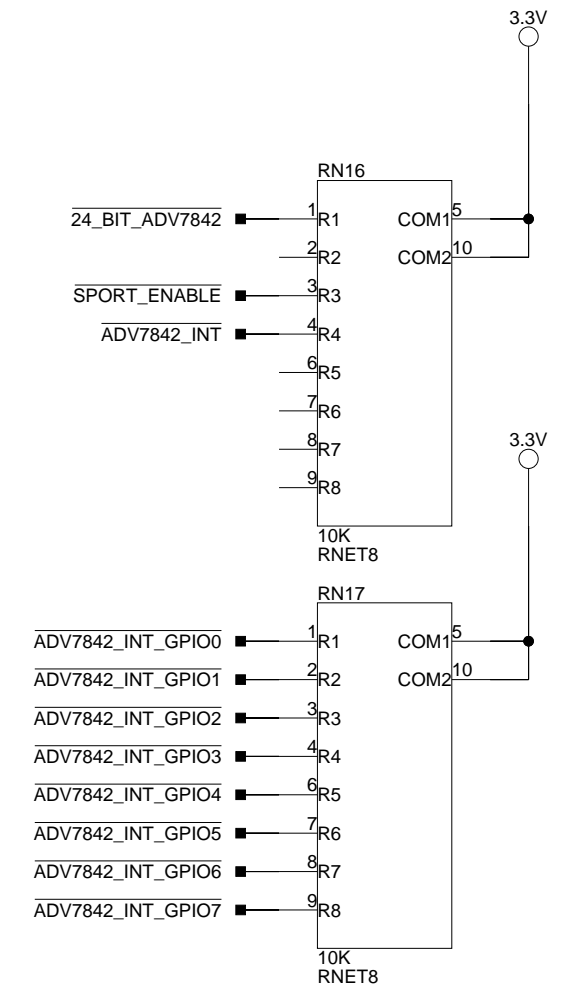 3.3V
RN16
24_BIT_ADV7842 1 R1 COM1 5
2 R2 COM2 10
SPORT_ENABLE 3 R3
ADV7842_INT 4 R4
6 R5
7 R6
8 R7
9 R8
10K
RNET8
3.3V
RN17
ADV7842_INT_GPIO0 1 R1 COM1 5
ADV7842_INT_GPIO1 2 R2 COM2 10
ADV7842_INT_GPIO2 3 R3
ADV7842_INT_GPIO3 4 R4
ADV7842_INT_GPIO4 6 R5
ADV7842_INT_GPIO5 7 R6
ADV7842_INT_GPIO6 8 R7
ADV7842_INT_GPIO7 9 R8
10K
RNET8